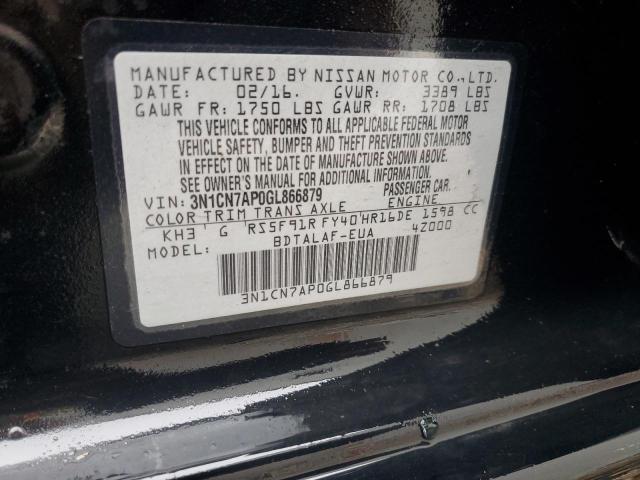 MANUFACTURED BY NISSAN MOTOR CO.,LTD.
DATE: 02/16. GVWR: 3389 LBS
GAWR FR: 1750 LBS GAWR RR: 1708 LBS
THIS VEHICLE CONFORMS TO ALL APPLICABLE FEDERAL MOTOR
VEHICLE SAFETY, BUMPER AND THEFT PREVENTION STANDARDS
IN EFFECT ON THE DATE OF MANUFACTURE SHOWN ABOVE.
SEE OWNER'S MANUAL FOR ADDITIONAL INFORMATION.
VIN: 3N1CN7AP0GL866879 PASSENGER CAR.
COLOR TRIM TRANS AXLE ENGINE
KH3 G RS5F91R FY40 HR16DE 1598 CC
MODEL: BDTALAF-EUA 4Z000
3N1CN7AP0GL866879